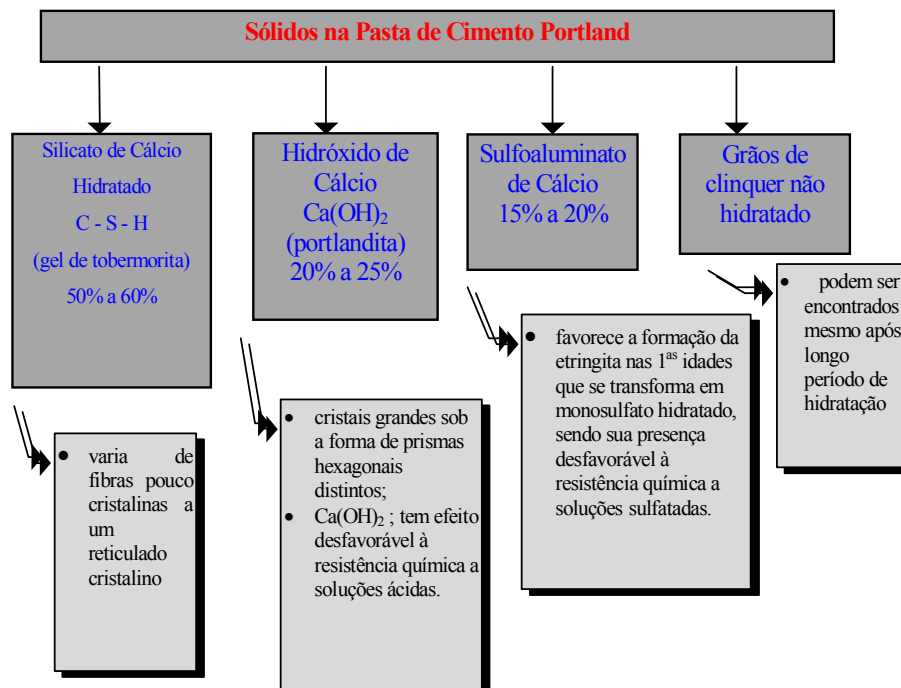 Sólidos na Pasta de Cimento Portland
Silicato de Cálcio
Hidratado
C - S - H
(gel de tobermorita)
50% a 60%
Hidróxido de
Cálcio
Ca(OH)₂
(portlandita)
20% a 25%
Sulfoaluminato
de Cálcio
15% a 20%
Grãos de
clinquer não
hidratado
• varia de
fibras pouco
cristalinas a
um
reticulado
cristalino
• cristais grandes sob
a forma de prismas
hexagonais
distintos;
• Ca(OH)₂ ; tem efeito
desfavorável à
resistência química a
soluções ácidas.
• favorece a formação da
etringita nas 1ᵃˢ idades
que se transforma em
monosulfato hidratado,
sendo sua presença
desfavorável à
resistência química a
soluções sulfatadas.
• podem ser
encontrados
mesmo após
longo
período de
hidratação